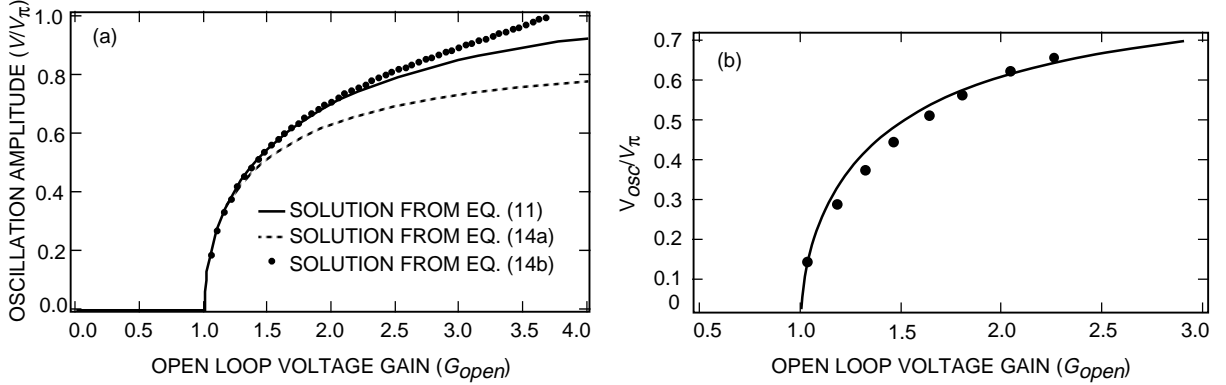 OSCILLATION AMPLITUDE (V/Vπ)
1.0
0.8
0.6
0.4
0.2
0.0
(a)
SOLUTION FROM EQ. (11)
SOLUTION FROM EQ. (14a)
SOLUTION FROM EQ. (14b)
0.0 0.5 1.0 1.5 2.0 2.5 3.0 3.5 4.0
OPEN LOOP VOLTAGE GAIN (Gopen)
Vosc/Vπ
0.7
0.6
0.5
0.4
0.3
0.2
0.1
0
(b)
0.5 1.0 1.5 2.0 2.5 3.0
OPEN LOOP VOLTAGE GAIN (Gopen)